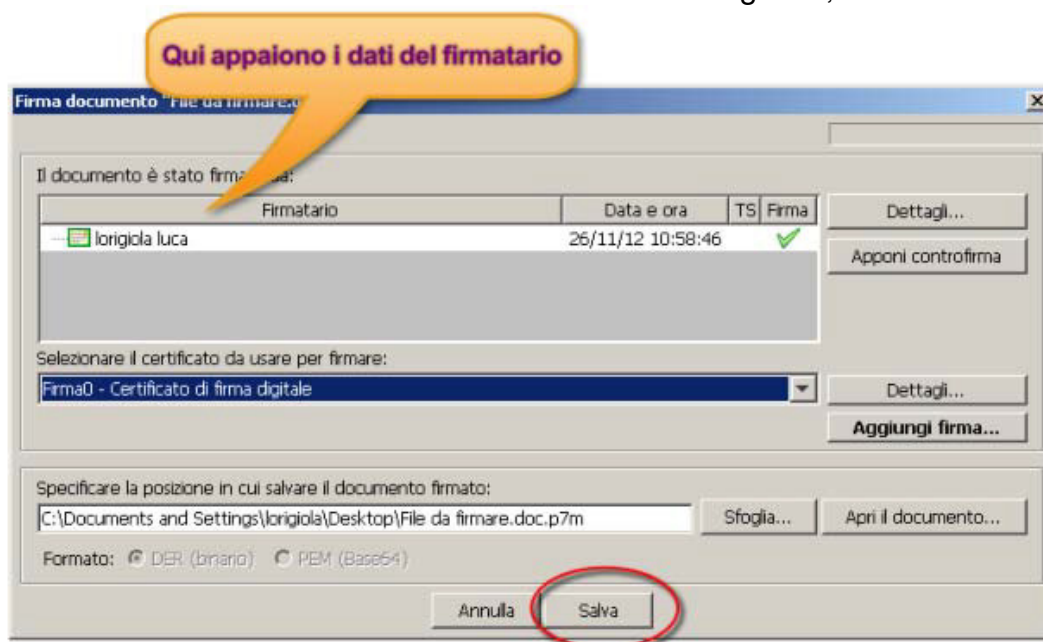 Qui appaiono i dati del firmatario
Firma documento "File da firmare.
Il documento è stato
Firmatario Data e ora TS Firma Dettagli...
lorigiola luca 26/11/12 10:58:46
Apponi controfirma
Selezionare il certificato da usare per firmare:
Firma0 - Certificato di firma digitale Dettagli...
Aggiungi firma...
Specificare la posizione in cui salvare il documento firmato:
C:\Documents and Settings\lorigiola\Desktop\File da firmare.doc.p7m Sfoglia... Apri il documento...
Formato: DER (binario) PEM (Base64)
Annulla Salva